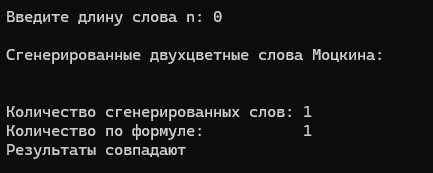 Введите длину слова n: 0
Сгенерированные двухцветные слова Моцкина:
Количество сгенерированных слов: 1
Количество по формуле: 1
Результаты совпадают